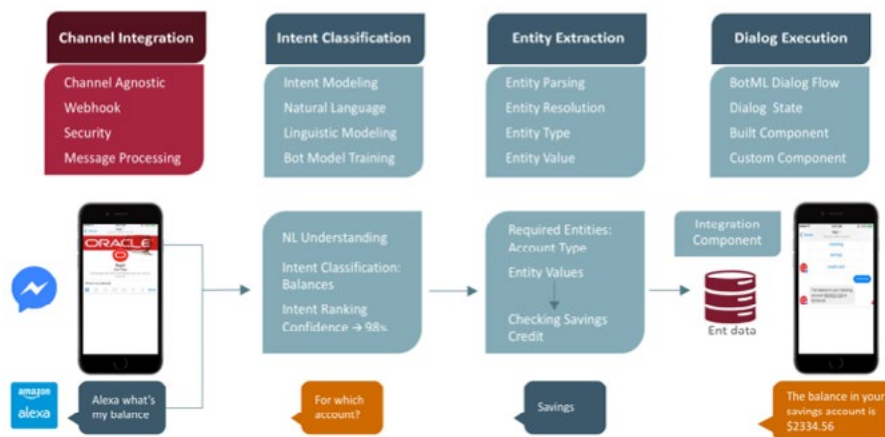 Channel Integration
Channel Agnostic
Webhook
Security
Message Processing
Intent Classification
Intent Modeling
Natural Language
Linguistic Modeling
Bot Model Training
Entity Extraction
Entity Parsing
Entity Resolution
Entity Type
Entity Value
Dialog Execution
BotML Dialog Flow
Dialog State
Built Component
Custom Component
ORACLE
NL Understanding
Intent Classification:
Balances
Intent Ranking
Confidence → 98%
Required Entities:
Account Type
Entity Values
Checking Savings
Credit
Integration
Component
Ent data
savings
credit card
amazon
alexa
Alexa what's
my balance
For which
account?
Savings
The balance in your
savings account is
$2334.56